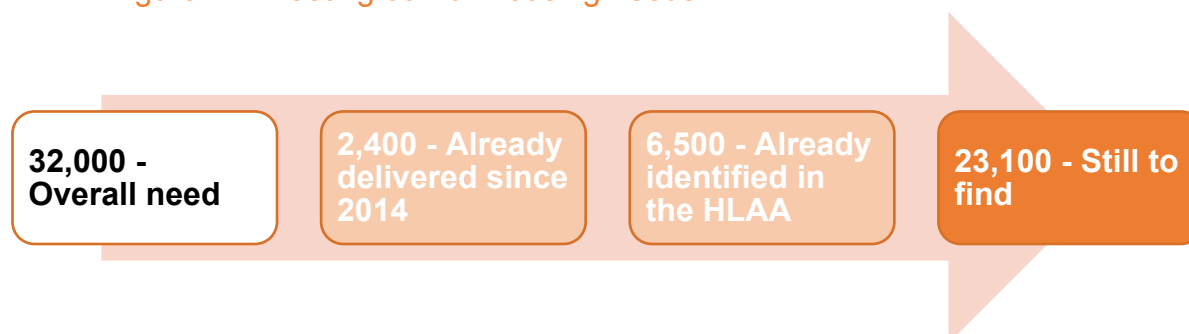 32,000 -
Overall need
2,400 - Already
delivered since
2014
6,500 - Already
identified in
the HLAA
23,100 - Still to
find